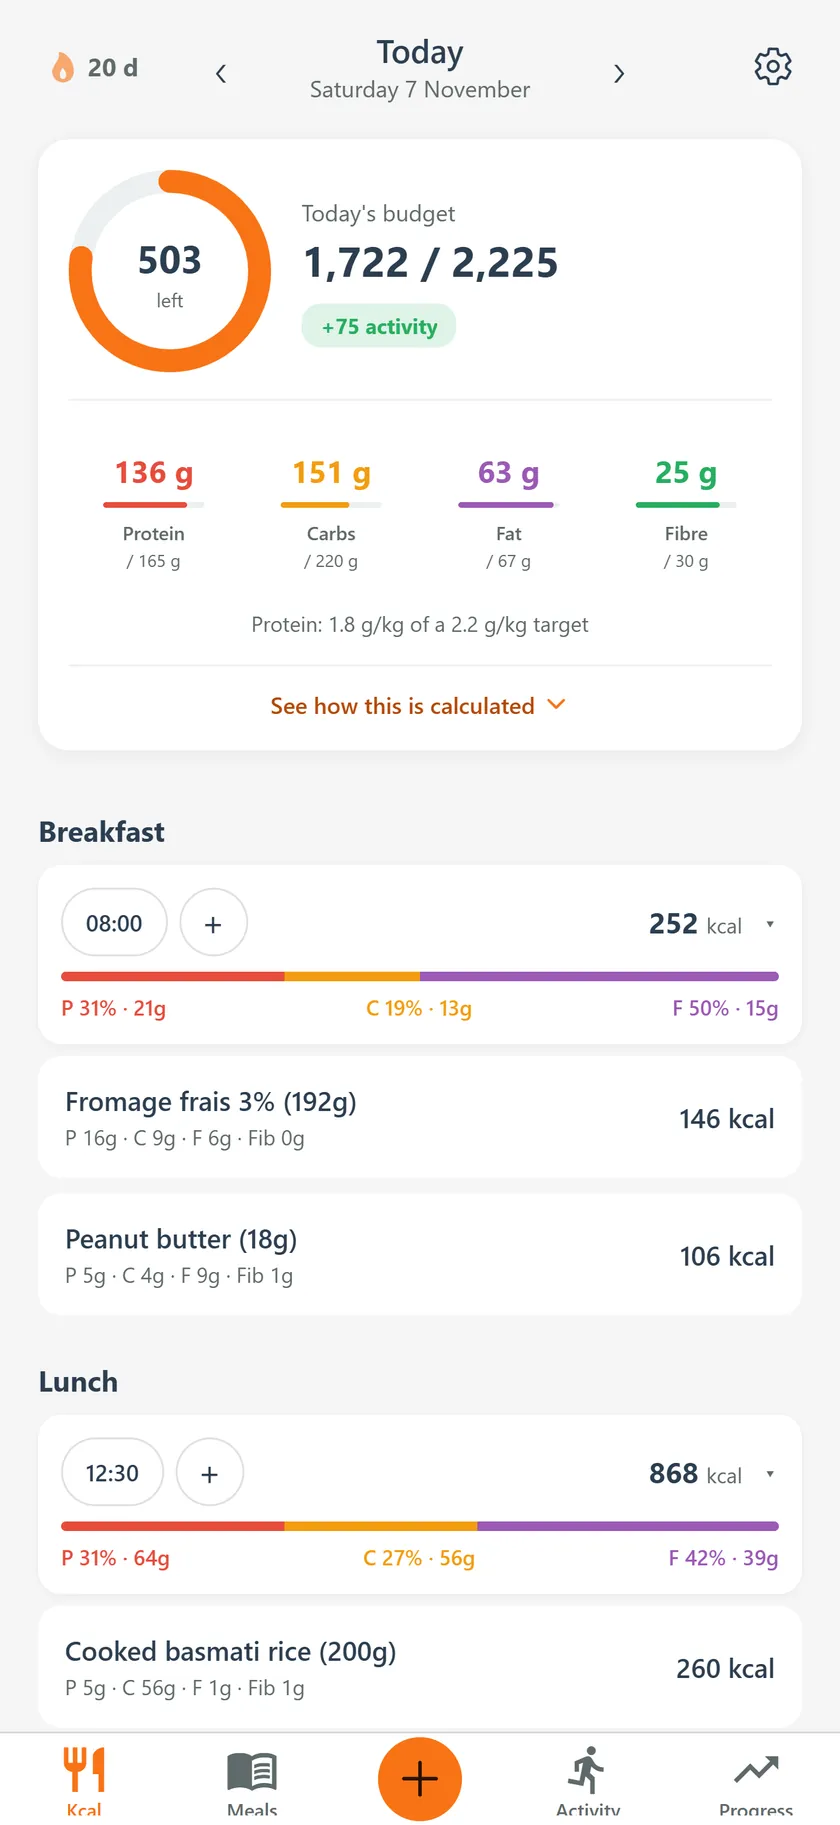 20 d
Today
Saturday 7 November
503
left
Today's budget
1,722 / 2,225
+75 activity
136 g
151 g
63 g
25 g
Protein
Carbs
Fat
Fibre
/ 165 g
/ 220 g
/ 67 g
/ 30 g
Protein: 1.8 g/kg of a 2.2 g/kg target
See how this is calculated
Breakfast
08:00
+
252 kcal
P 31% · 21g
C 19% · 13g
F 50% · 15g
Fromage frais 3% (192g)
P 16g · C 9g · F 6g · Fib 0g
146 kcal
Peanut butter (18g)
P 5g · C 4g · F 9g · Fib 1g
106 kcal
Lunch
12:30
+
868 kcal
P 31% · 64g
C 27% · 56g
F 42% · 39g
Cooked basmati rice (200g)
P 5g · C 56g · F 1g · Fib 1g
260 kcal
Kcal
Meals
Activity
Progress